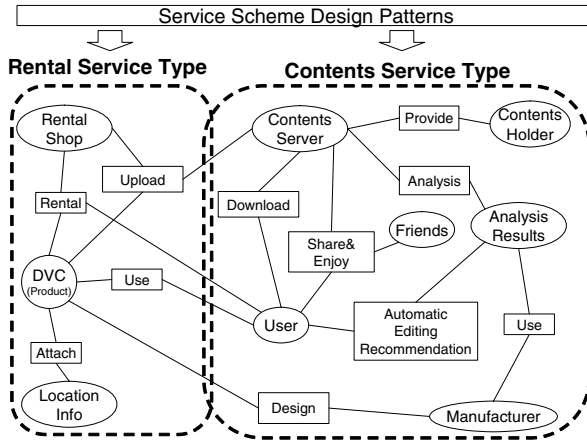 Service Scheme Design Patterns
Rental Service Type
Contents Service Type
Rental
Shop
Contents
Server
Provide
Contents
Holder
Upload
Analysis
Rental
Download
Friends
Analysis
Results
Share&
Enjoy
DVC
(Product)
Use
User
Automatic
Editing
Recommendation
Use
Attach
Location
Info
Design
Manufacturer